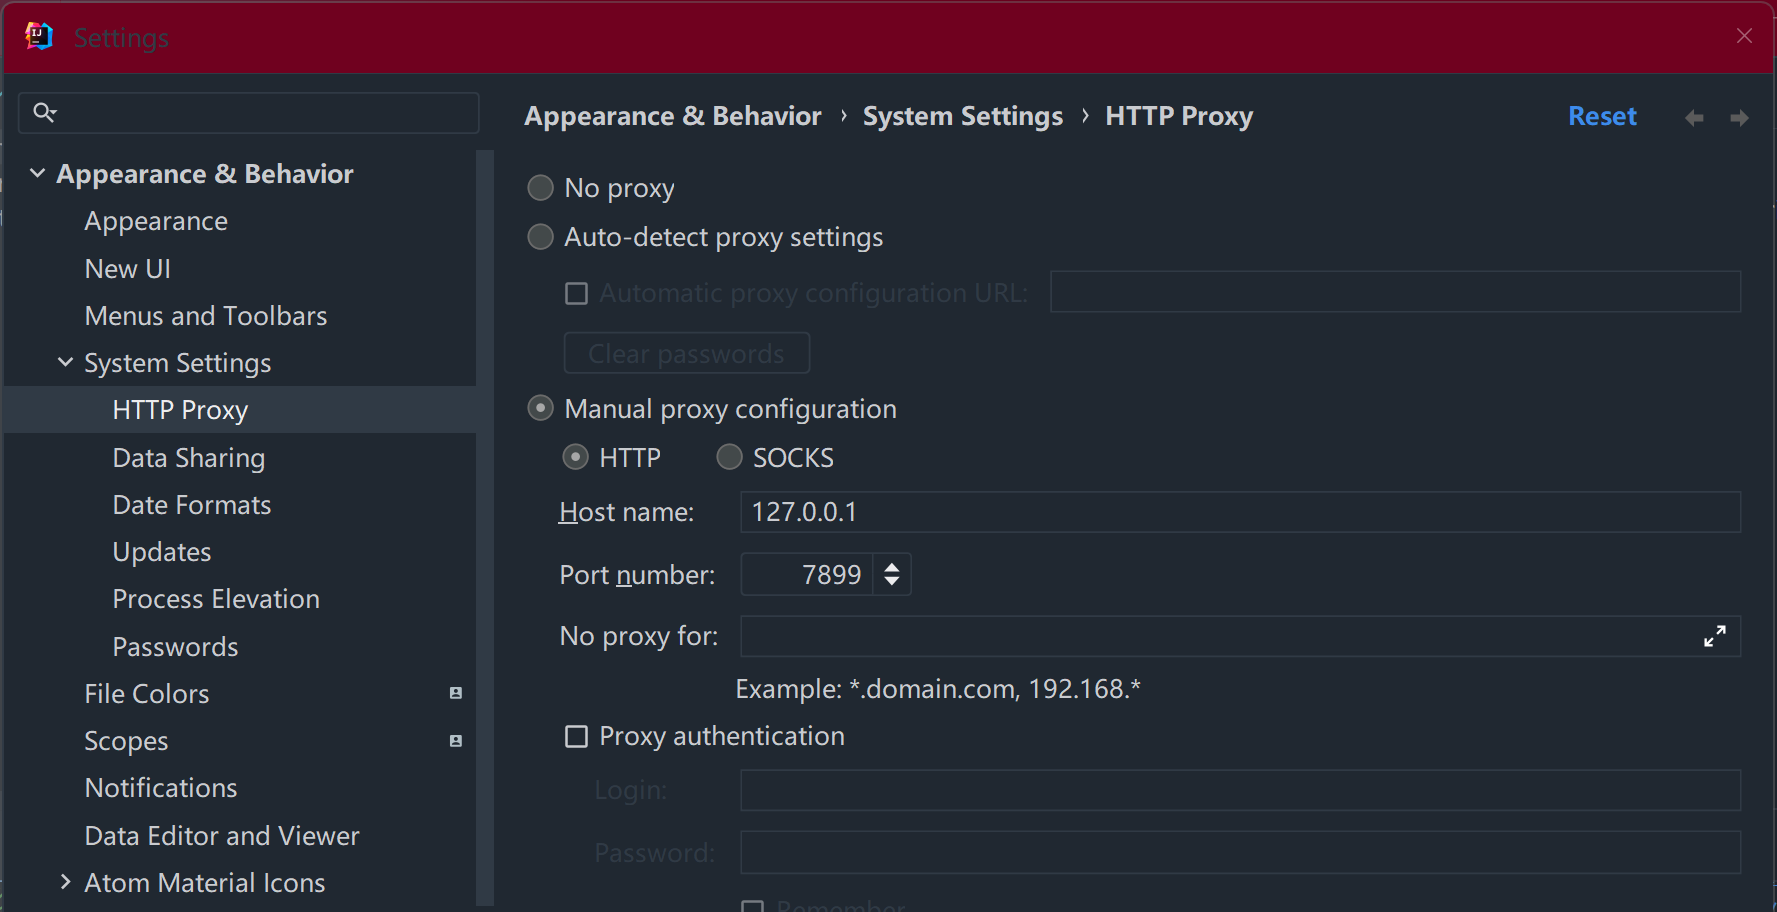 IJ
Settings
Appearance & Behavior
Appearance
New UI
Menus and Toolbars
System Settings
HTTP Proxy
Data Sharing
Date Formats
Updates
Process Elevation
Passwords
File Colors
Scopes
Notifications
Data Editor and Viewer
Atom Material Icons
Appearance & Behavior › System Settings › HTTP Proxy
Reset
No proxy
Auto-detect proxy settings
Automatic proxy configuration URL:
Clear passwords
Manual proxy configuration
HTTP SOCKS
Host name: 127.0.0.1
Port number: 7899
No proxy for:
Example: *.domain.com, 192.168.*
Proxy authentication
Login:
Password:
Remember